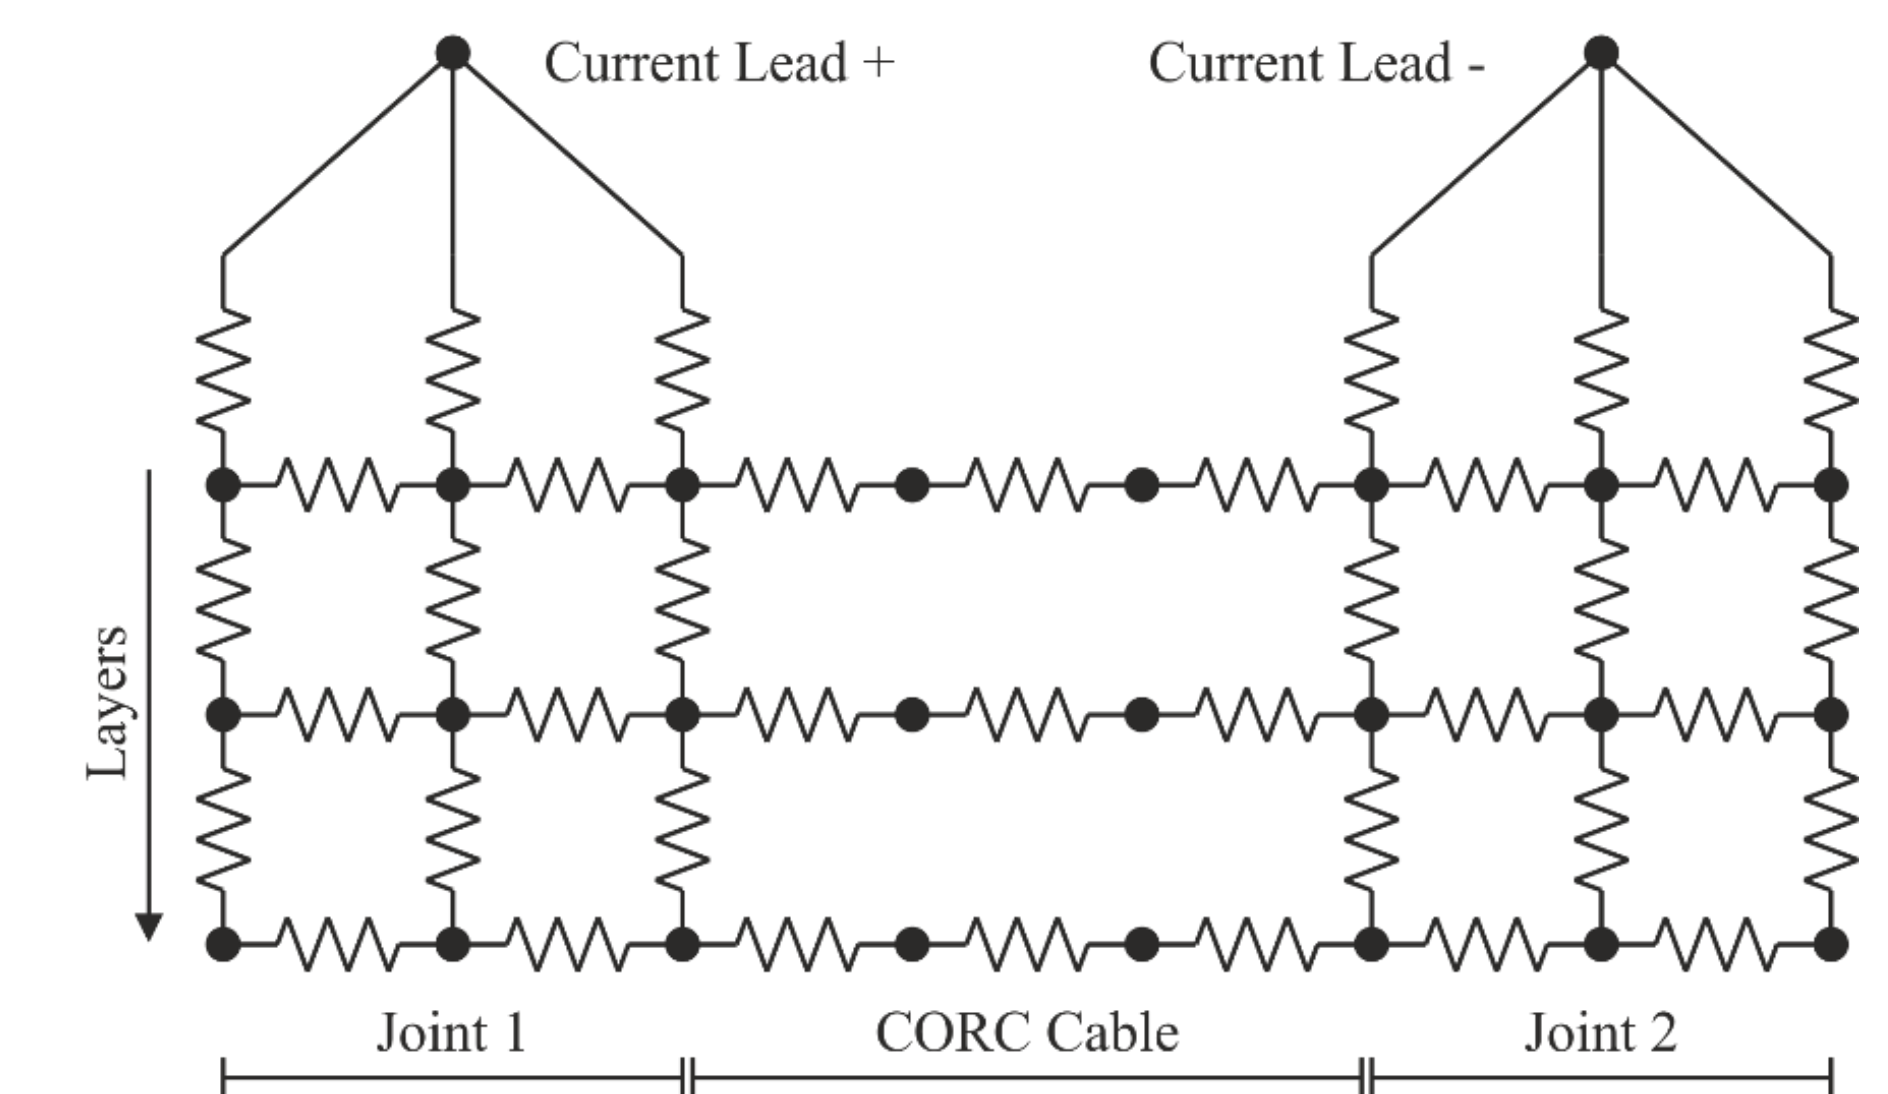 Current Lead +
Current Lead -
Layers
Joint 1
CORC Cable
Joint 2